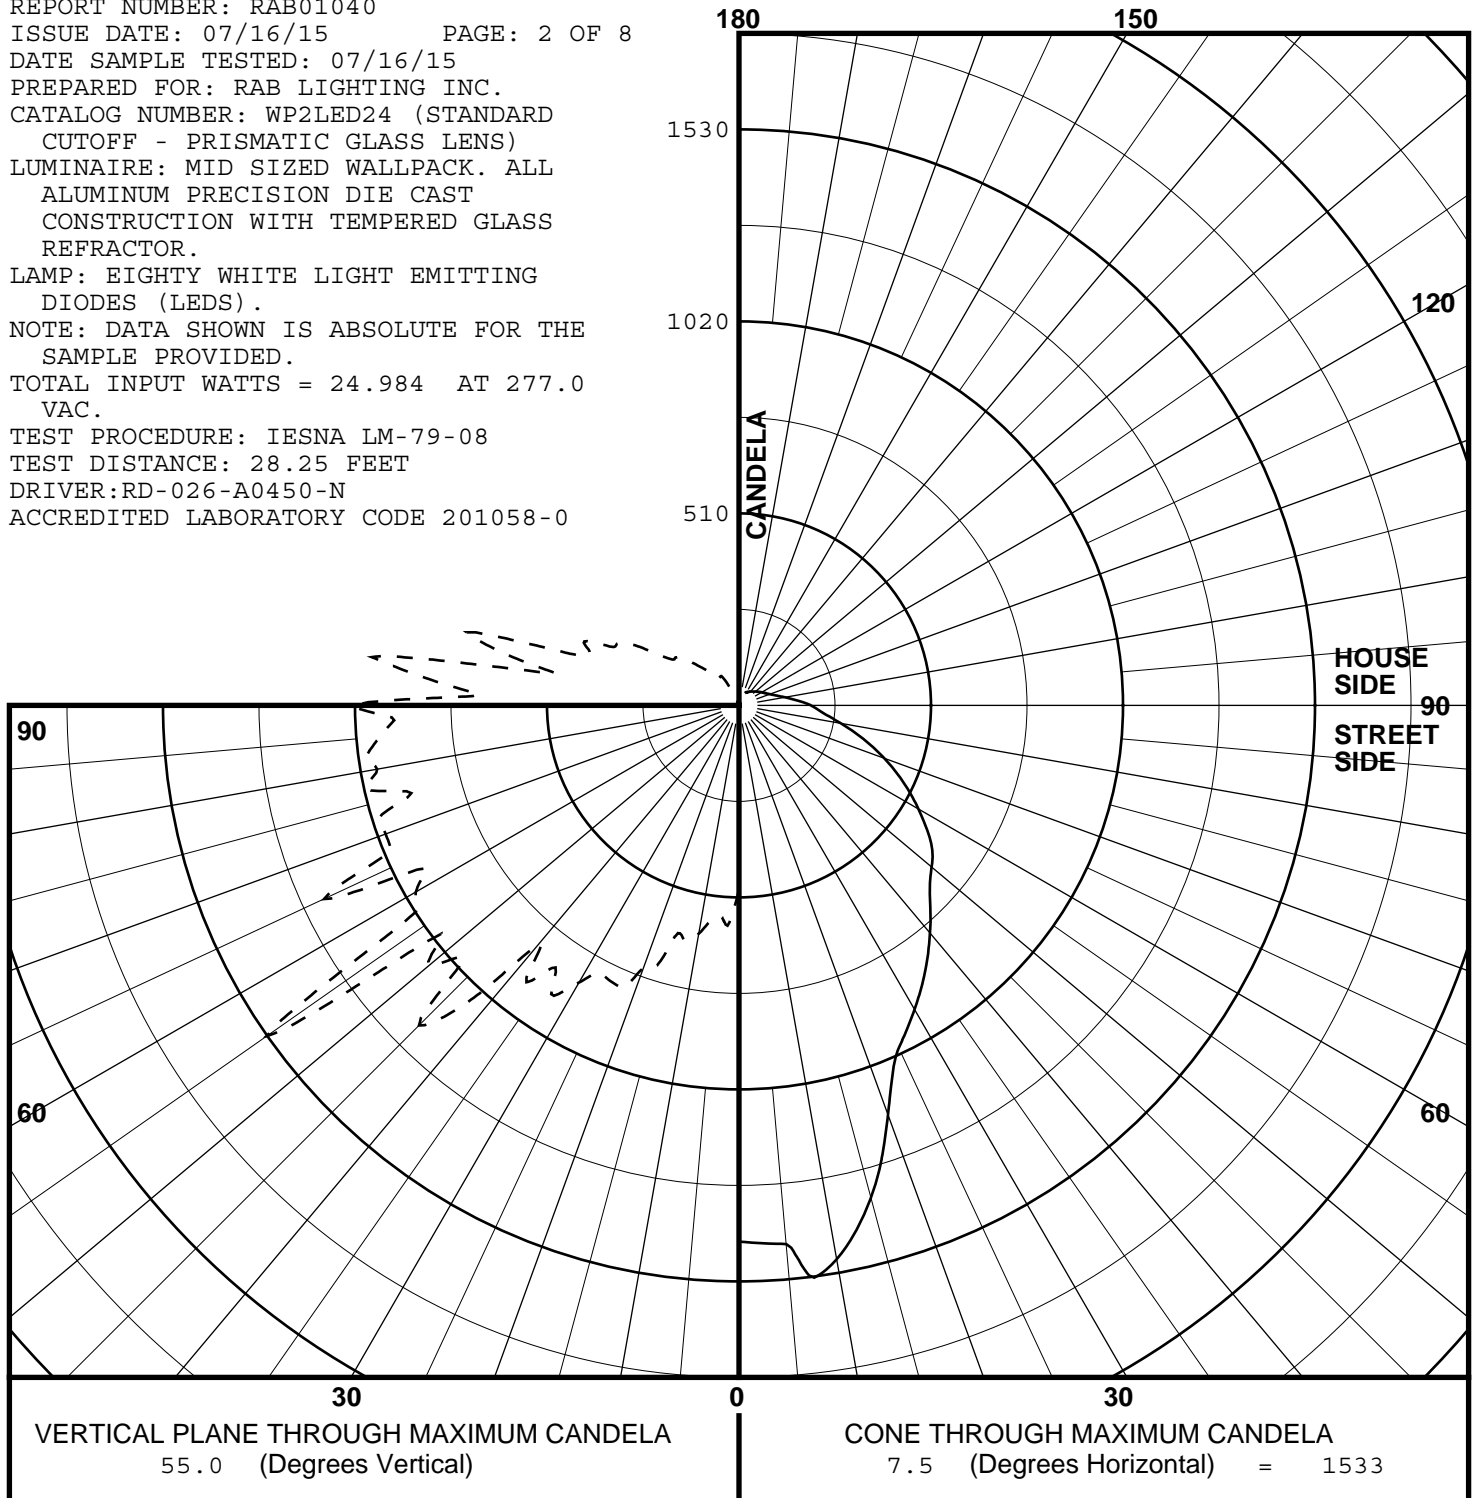 REPORT NUMBER: RAB01040
ISSUE DATE: 07/16/15 PAGE: 2 OF 8
DATE SAMPLE TESTED: 07/16/15
PREPARED FOR: RAB LIGHTING INC.
CATALOG NUMBER: WP2LED24 (STANDARD
CUTOFF - PRISMATIC GLASS LENS)
LUMINAIRE: MID SIZED WALLPACK. ALL
ALUMINUM PRECISION DIE CAST
CONSTRUCTION WITH TEMPERED GLASS
REFRACTOR.
LAMP: EIGHTY WHITE LIGHT EMITTING
DIODES (LEDS).
NOTE: DATA SHOWN IS ABSOLUTE FOR THE
SAMPLE PROVIDED.
TOTAL INPUT WATTS = 24.984 AT 277.0
VAC.
TEST PROCEDURE: IESNA LM-79-08
TEST DISTANCE: 28.25 FEET
DRIVER:RD-026-A0450-N
ACCREDITED LABORATORY CODE 201058-0
180
150
1530
120
1020
CANDELA
510
HOUSE
SIDE
90
90
STREET
SIDE
60
60
30
0
30
VERTICAL PLANE THROUGH MAXIMUM CANDELA
55.0 (Degrees Vertical)
CONE THROUGH MAXIMUM CANDELA
7.5 (Degrees Horizontal) = 1533